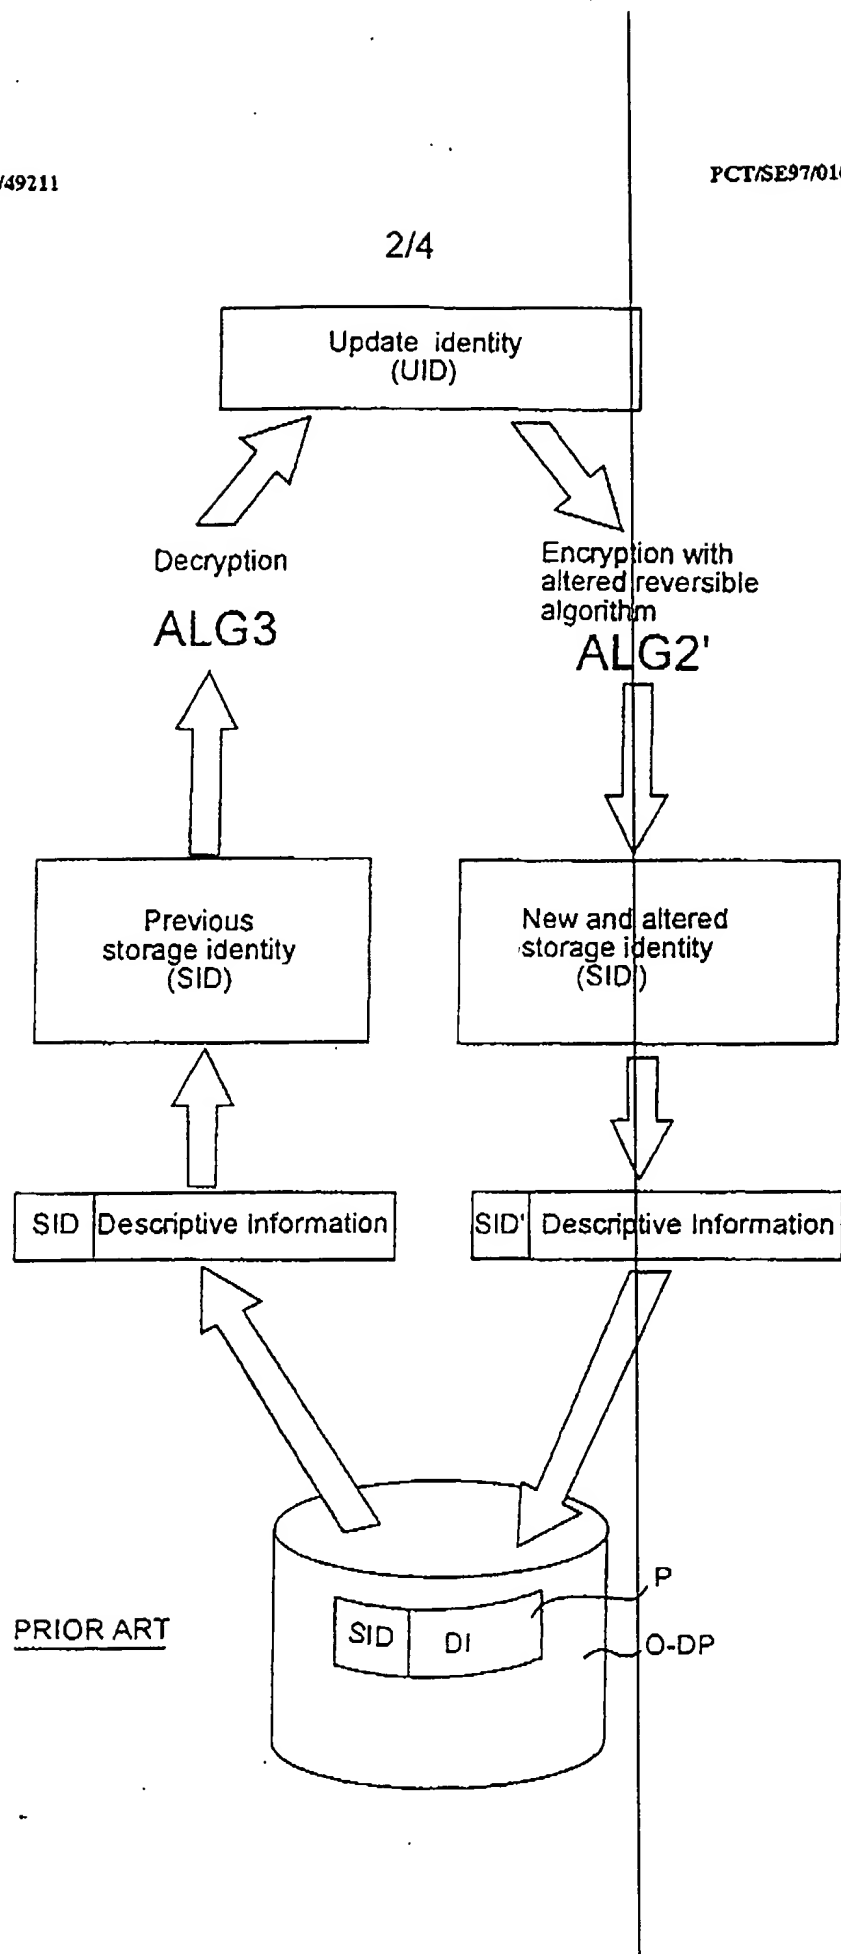 /49211
PCT/SE97/01
2/4
Update identity
(UID)
Decryption
ALG3
Encryption with
altered reversible
algorithm
ALG2'
Previous
storage identity
(SID)
New and altered
storage identity
(SID')
SID Descriptive Information
SID' Descriptive Information
P
SID DI
O-DP
PRIOR ART